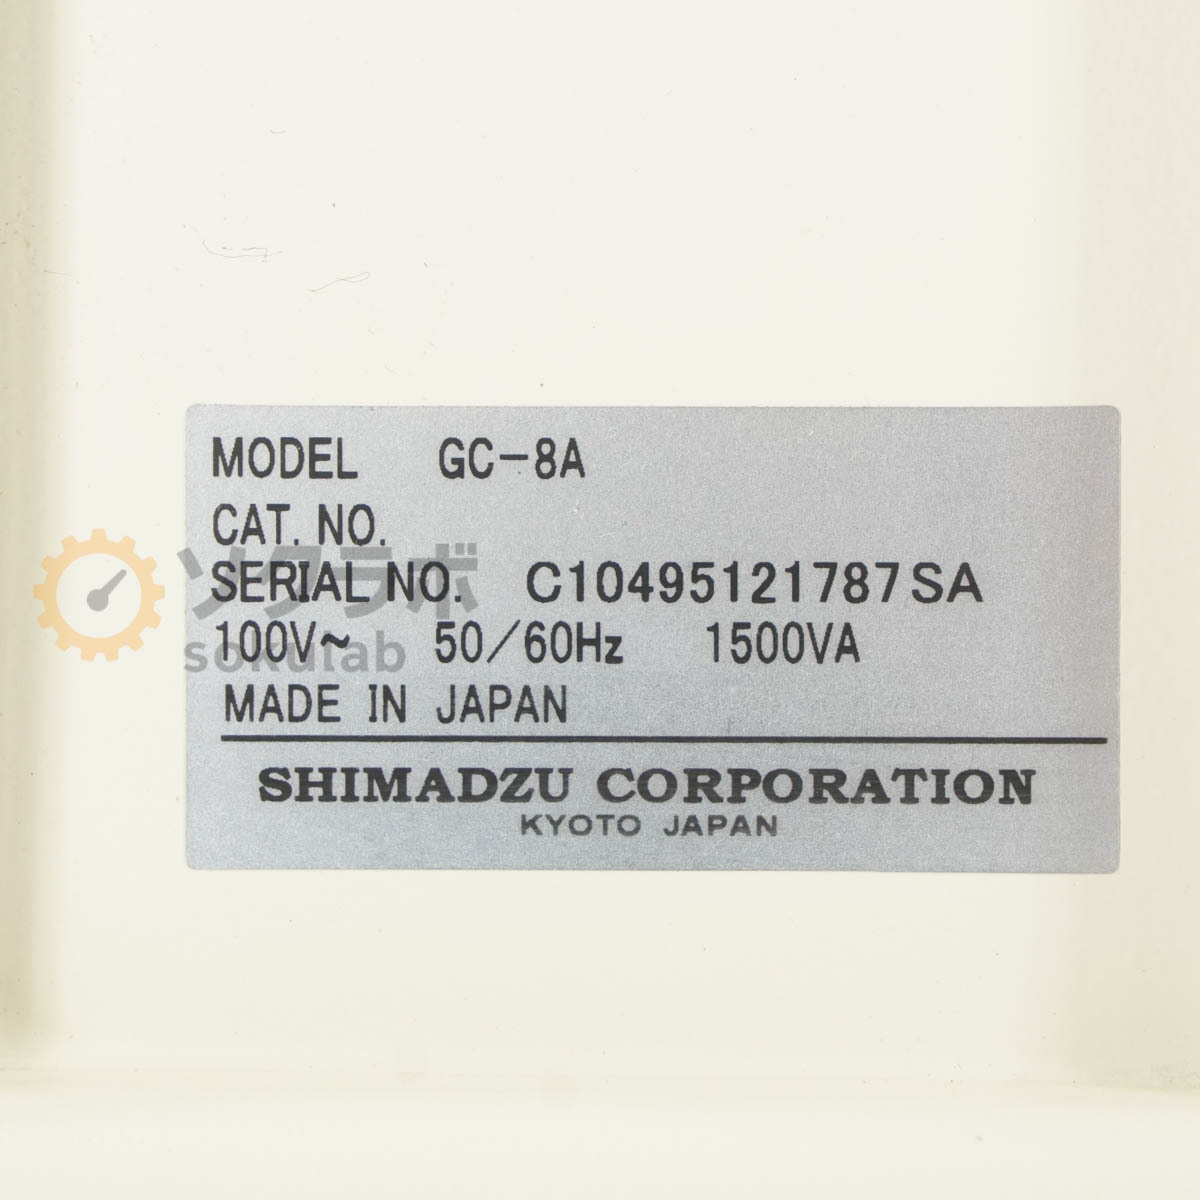 MODEL GC-8A
CAT. NO.
SERIAL NO. C10495121787SA
100V~ 50/60Hz 1500VA
MADE IN JAPAN
SHIMADZU CORPORATION
KYOTO JAPAN
ソクラボ
sokulab